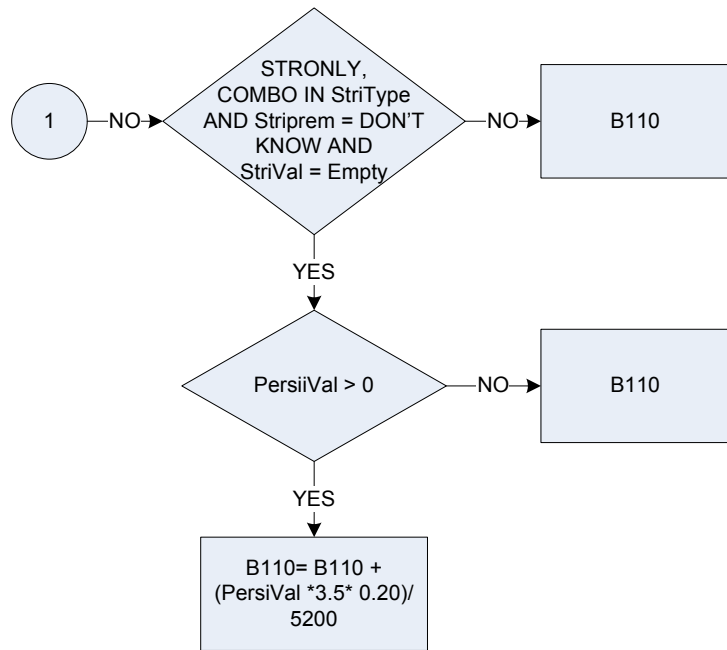 1
NO
STRONLY,
COMBO IN StriType
AND Striprem = DON'T
KNOW AND
StriVal = Empty
NO
B110
YES
PersiiVal > 0
NO
B110
YES
B110= B110 +
(PersiVal *3.5* 0.20)/
5200